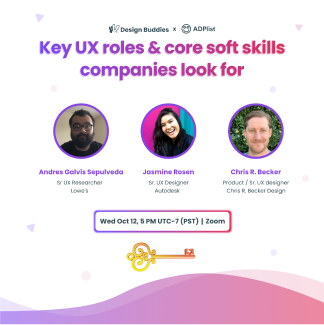 Design Buddies x ADPlist
Key UX roles & core soft skills
companies look for
Andres Galvis Sepulveda
Jasmine Rosen
Chris R. Becker
Sr UX Researcher
Lowe's
Sr. UX Designer
Autodesk
Product / Sr. UX designer
Chris R. Becker Design
Wed Oct 12, 5 PM UTC-7 (PST) | Zoom